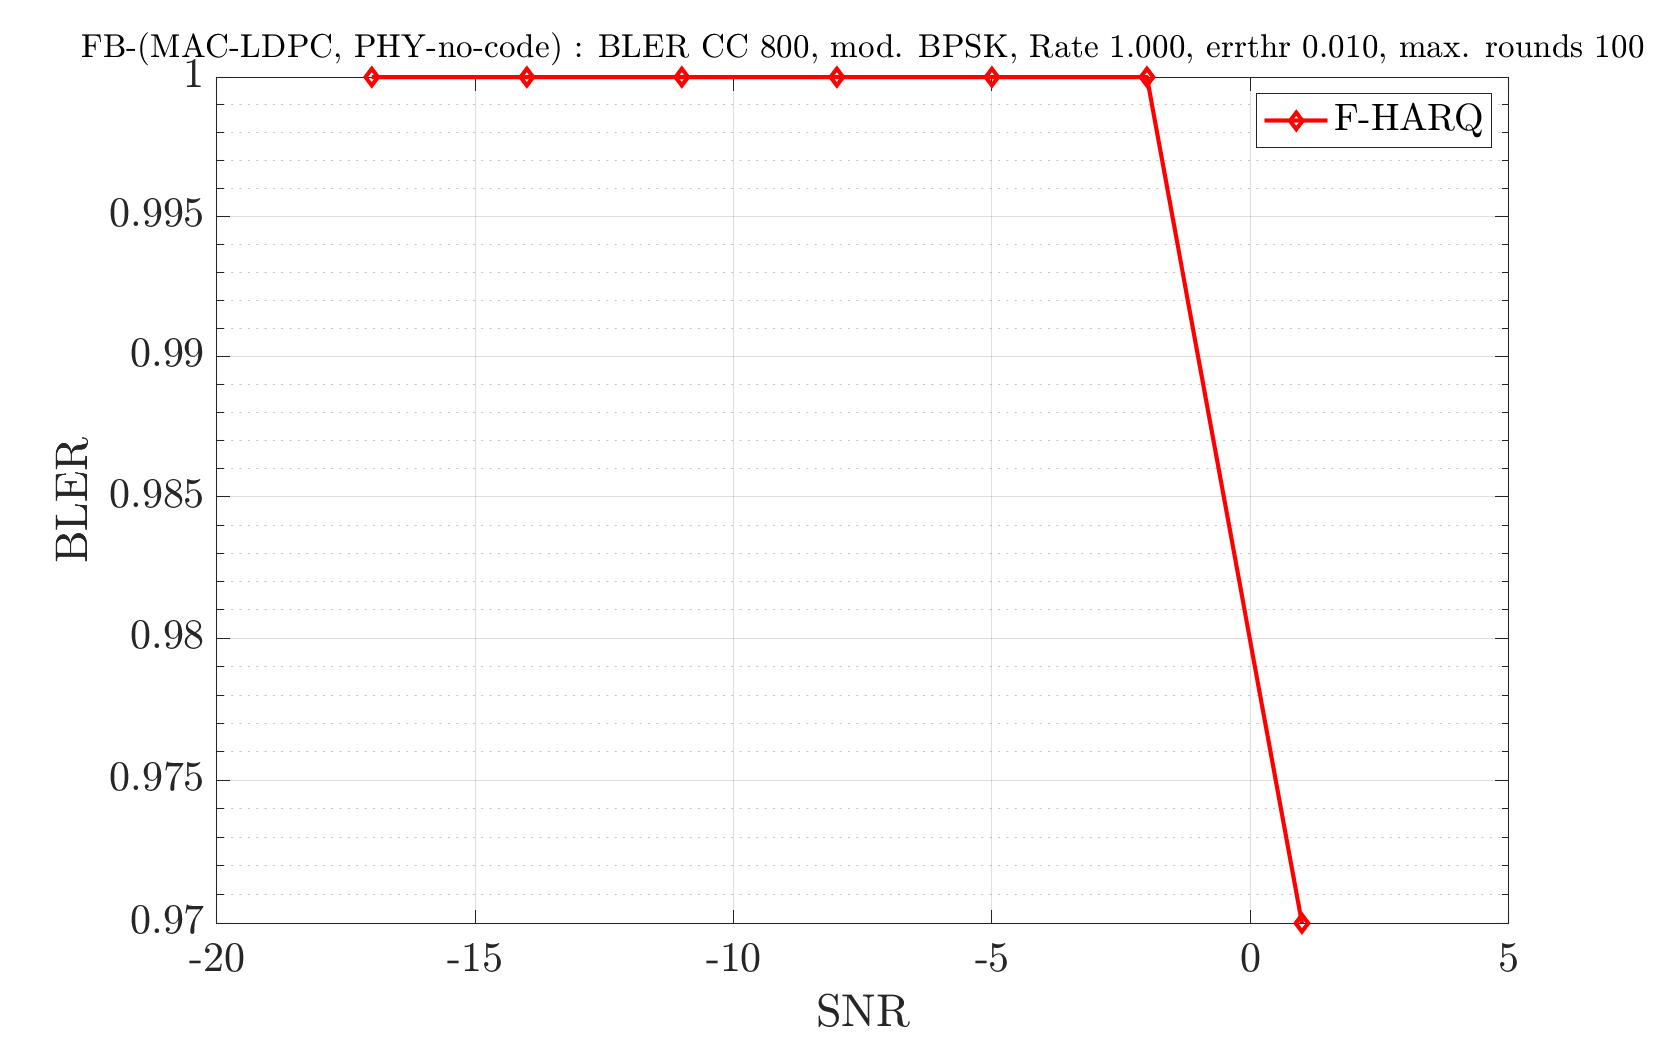 FB-(MAC-LDPC, PHY-no-code) : BLER CC 800, mod. BPSK, Rate 1.000, errthr 0.010, max. rounds 100
F-HARQ
1
0.995
0.99
0.985
0.98
0.975
0.97
BLER
-20 -15 -10 -5 0 5
SNR